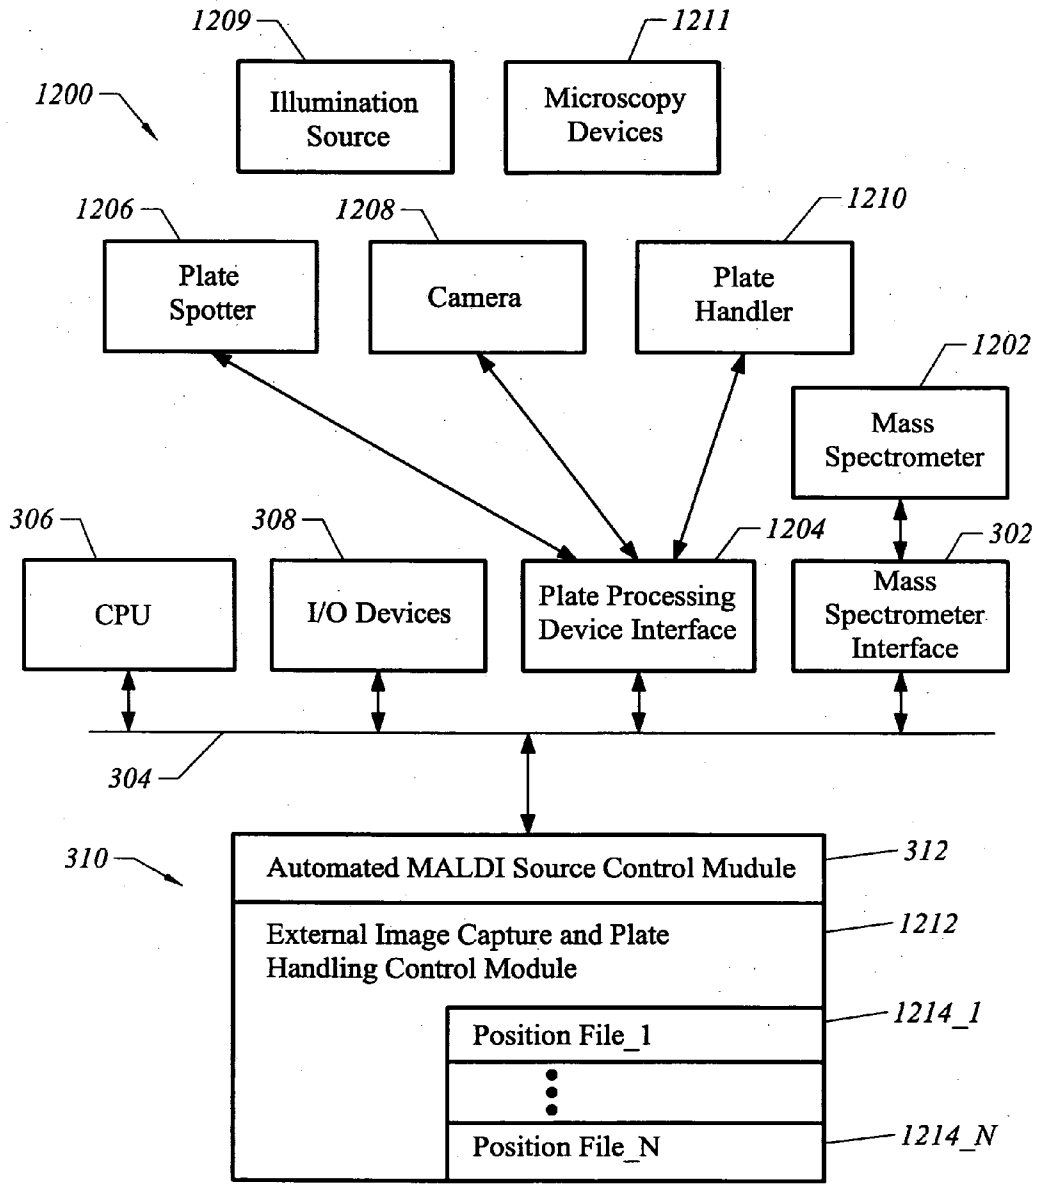 1209
1211
1200
Illumination
Source
Microscopy
Devices
1206
1208
1210
Plate
Spotter
Camera
Plate
Handler
1202
Mass
Spectrometer
306
308
1204
302
CPU
I/O Devices
Plate Processing
Device Interface
Mass
Spectrometer
Interface
304
310
Automated MALDI Source Control Mudule
312
External Image Capture and Plate
Handling Control Module
1212
Position File_1
1214_1
Position File_N
1214_N